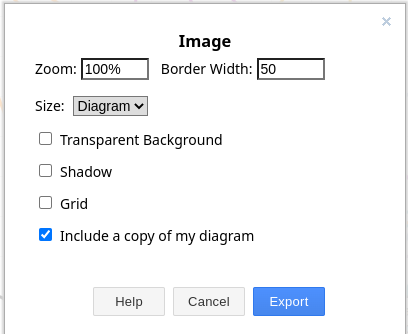 Image
Zoom: 100% Border Width: 50
Size: Diagram
Transparent Background
Shadow
Grid
Include a copy of my diagram
Help Cancel Export